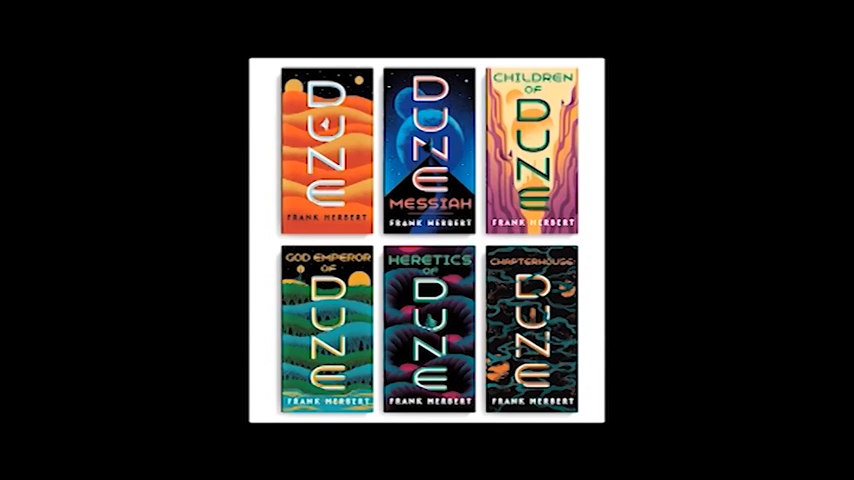 DUNE
FRANK HERBERT
DUNE
MESSIAH
FRANK HERBERT
CHILDREN
OF
DUNE
FRANK HERBERT
GOD EMPEROR
OF
DUNE
FRANK HERBERT
HERETICS
OF
DUNE
FRANK HERBERT
CHAPTERHOUSE
DUNE
FRANK HERBERT